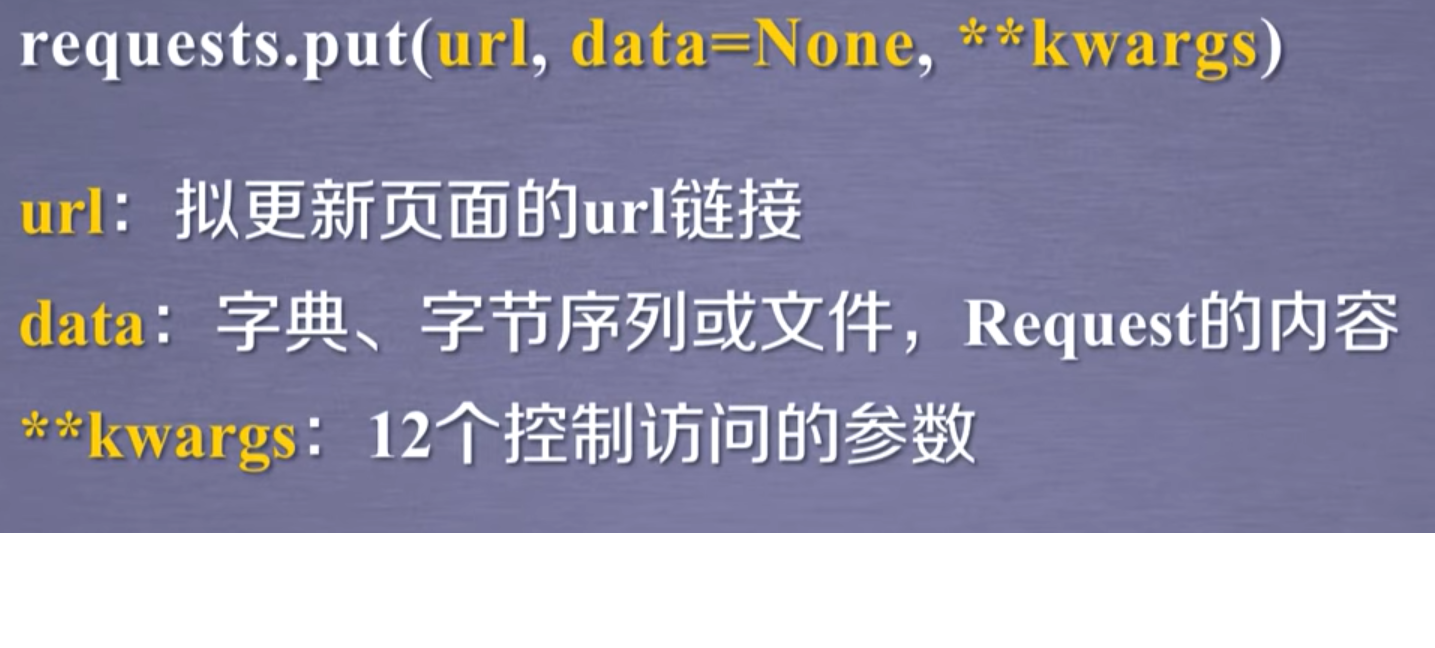 requests.put(url, data=None, **kwargs)
url：拟更新页面的url链接
data：字典、字节序列或文件，Request的内容
**kwargs：12个控制访问的参数